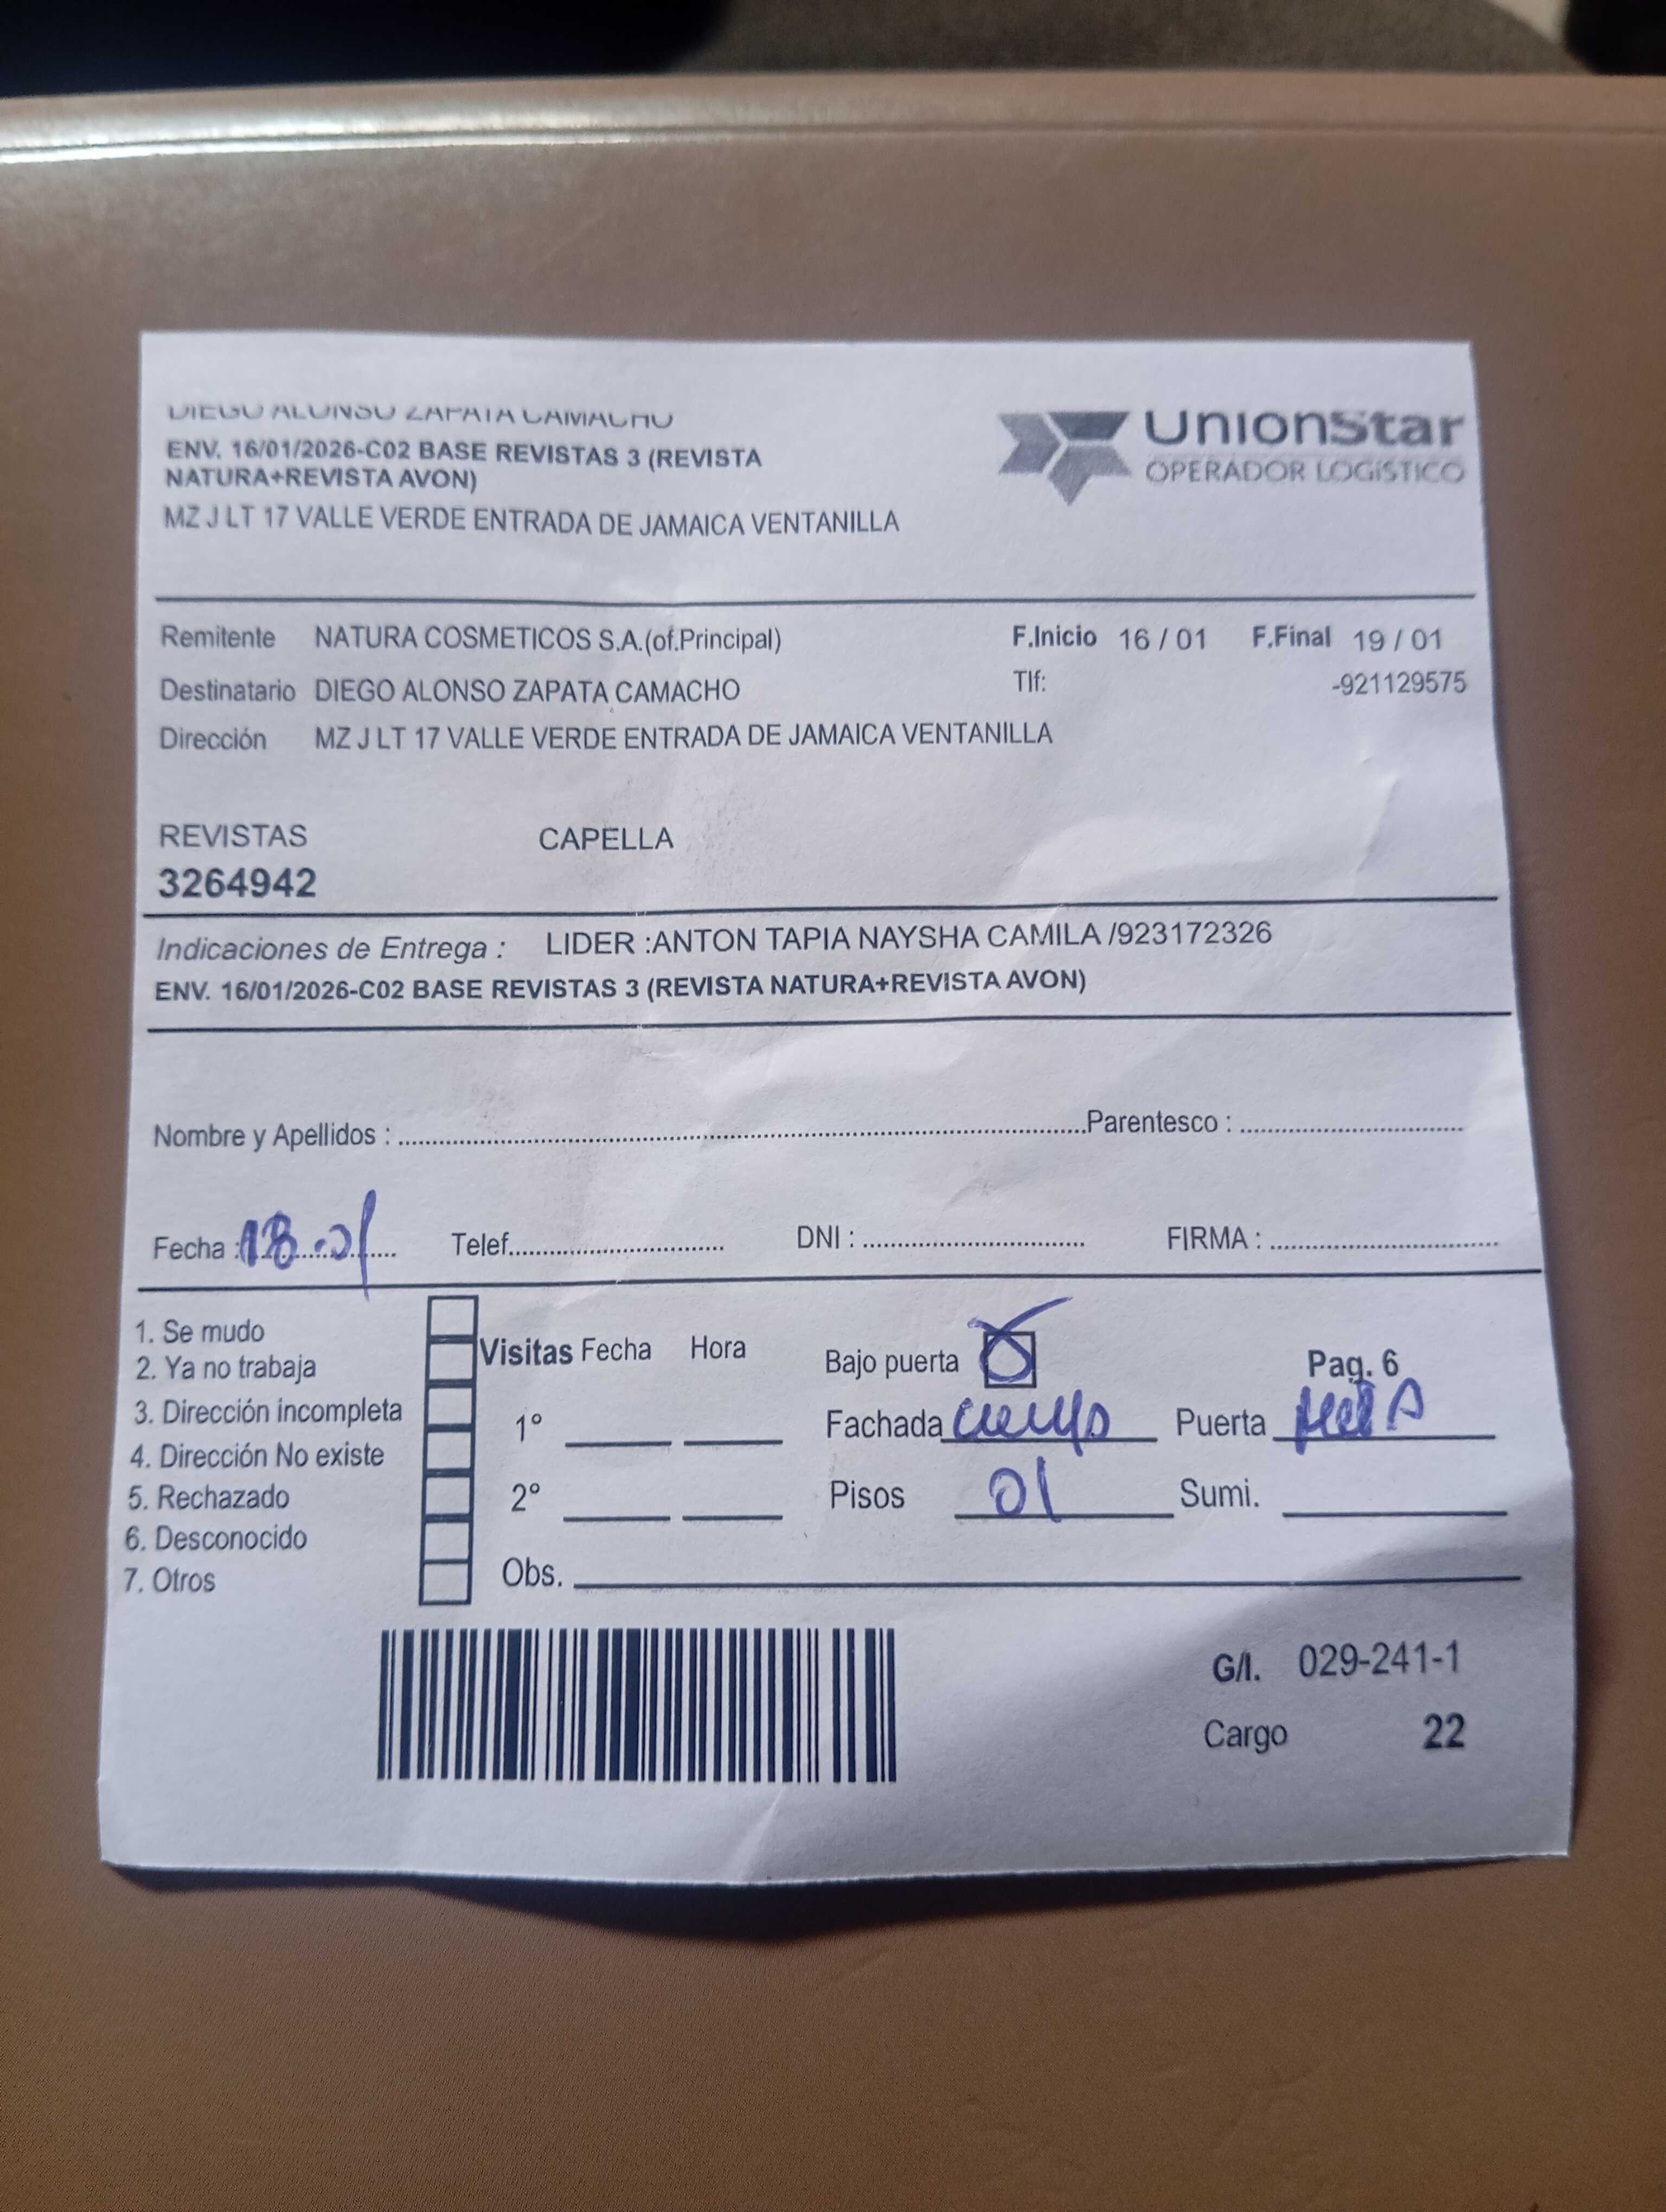 DIEGO ALONSO ZAPATA CAMACHO
UnionStar
OPERADOR LOGISTICO
ENV. 16/01/2026-C02 BASE REVISTAS 3 (REVISTA
NATURA+REVISTA AVON)
MZ J LT 17 VALLE VERDE ENTRADA DE JAMAICA VENTANILLA
Remitente NATURA COSMETICOS S.A.(of.Principal) F.Inicio 16 / 01 F.Final 19 / 01
Destinatario DIEGO ALONSO ZAPATA CAMACHO Tlf: -921129575
Dirección MZ J LT 17 VALLE VERDE ENTRADA DE JAMAICA VENTANILLA
REVISTAS CAPELLA
3264942
Indicaciones de Entrega : LIDER :ANTON TAPIA NAYSHA CAMILA /923172326
ENV. 16/01/2026-C02 BASE REVISTAS 3 (REVISTA NATURA+REVISTA AVON)
Nombre y Apellidos : Parentesco :
Fecha : 18-01 Telef. DNI : FIRMA :
1. Se mudo
2. Ya no trabaja
3. Dirección incompleta
4. Dirección No existe
5. Rechazado
6. Desconocido
7. Otros
Visitas Fecha Hora
1°
2°
Obs.
Bajo puerta Pag. 6
Fachada Puerta
Pisos 01 Sumi.
G/I. 029-241-1
Cargo 22